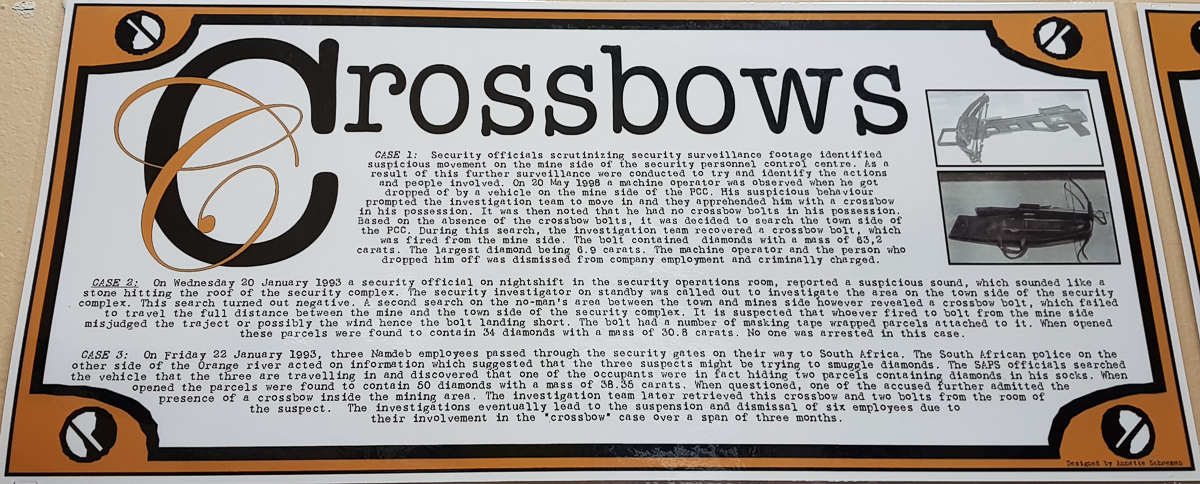 Crossbows
CASE 1: Security officials scrutinizing security surveillance footage identified
suspicious movement on the mine side of the security personnel control centre. As a
result of this further surveillance were conducted to try and identify the actions
and people involved. On 20 May 1998 a machine operator was observed when he got
dropped of by a vehicle on the mine side of the PCC. His suspicious behaviour
prompted the investigation team to move in and they apprehended him with a crossbow
in his possession. It was then noted that he had no crossbow bolts in his possession.
Based on the absence of the crossbow bolts, it was decided to search the town side of
the PCC. During this search, the investigation team recovered a crossbow bolt, which
was fired from the mine side. The bolt contained diamonds with a mass of 63,2
carats. The largest diamond being 6.9 carats. The machine operator and the person who
dropped him off was dismissed from company employment and criminally charged.
CASE 2: On Wednesday 20 January 1993 a security official on nightshift in the security operations room, reported a suspicious sound, which sounded like a
stone hitting the roof of the security complex. The security investigator on standby was called out to investigate the area on the town side of the security
complex. This search turned out negative. A second search on the no-man's area between the town and mines side however revealed a crossbow bolt, which failed
to travel the full distance between the mine and the town side of the security complex. It is suspected that whoever fired to bolt from the mine side
misjudged the traject or possibly the wind hence the bolt landing short. The bolt had a number of masking tape wrapped parcels attached to it. When opened
these parcels were found to contain 34 diamonds with a mass of 30.8 carats. No one was arrested in this case.
CASE 3: On Friday 22 January 1993, three Namdeb employees passed through the security gates on their way to South Africa. The South African police on the
other side of the Orange river acted on information which suggested that the three suspects might be trying to smuggle diamonds. The SAPS officials searched
the vehicle that the three are travelling in and discovered that one of the occupants were in fact hiding two parcels containing diamonds in his socks. When
opened the parcels were found to contain 50 diamonds with a mass of 38.35 carats. When questioned, one of the accused further admitted the
presence of a crossbow inside the mining area. The investigation team later retrieved this crossbow and two bolts from the room of
the suspect. The investigations eventually lead to the suspension and dismissal of six employees due to
their involvement in the "crossbow" case over a span of three months.
Designed by Annette Schoeman